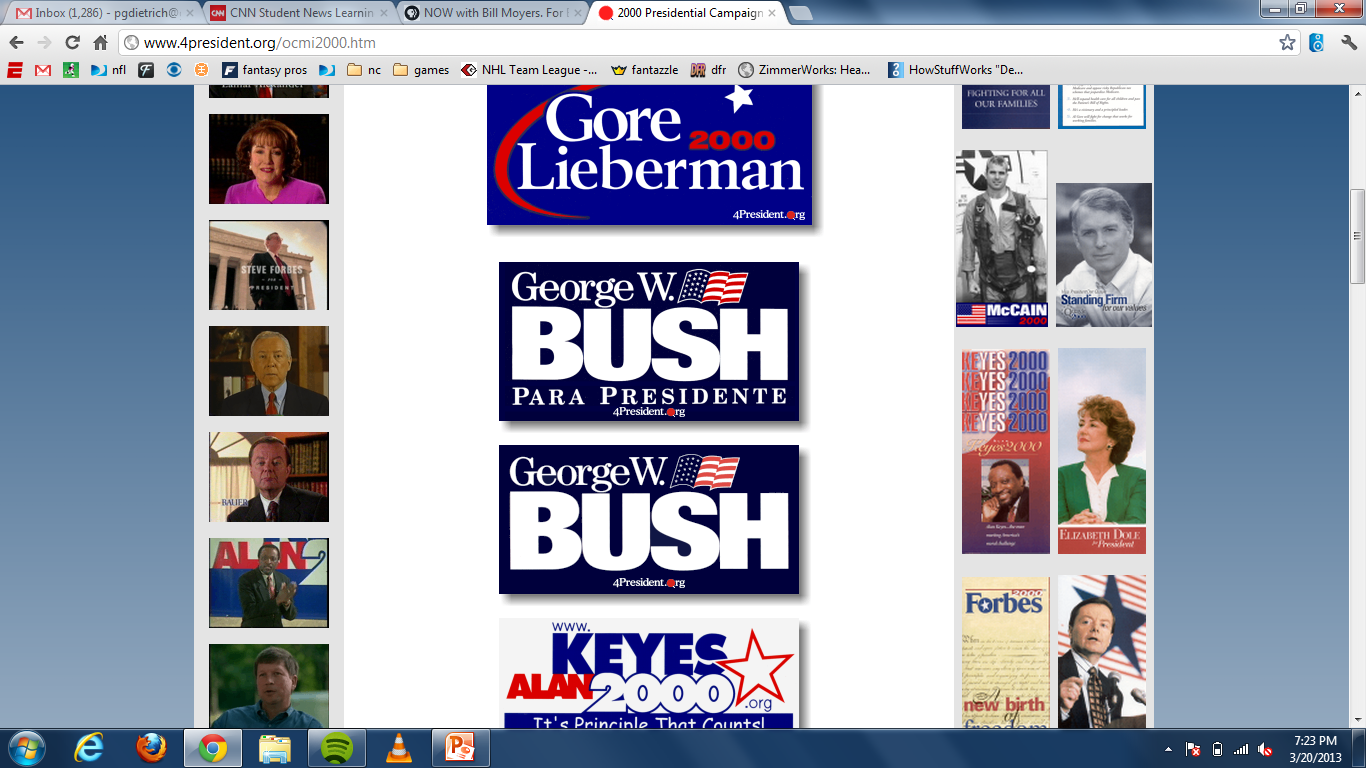 Inbox (1,286) - pgdietrich@
CNN Student News Learnin
NOW with Bill Moyers. For
2000 Presidential Campaign
www.4president.org/ocmi2000.htm
nfl
fantasy pros
nc
games
NHL Team League -...
fantazzle
dfr
ZimmerWorks: Hea...
HowStuffWorks "De...
STEVE FORBES
FOR
PRESIDENT
BAUER
ALAN 2
Gore
2000
Lieberman
4President.org
George W.
BUSH
PARA PRESIDENTE
4President.org
George W.
BUSH
4President.org
www.
KEYES
ALAN 2000
.org
It's Principle That Counts!
FIGHTING FOR ALL
OUR FAMILIES
McCAIN
2000
Standing Firm
for our values
KEYES 2000
KEYES 2000
KEYES 2000
KEYES 2000
Keyes 2000
ELIZABETH DOLE
for President
2000
Forbes
new birth
of
freedom
7:23 PM
3/20/2013